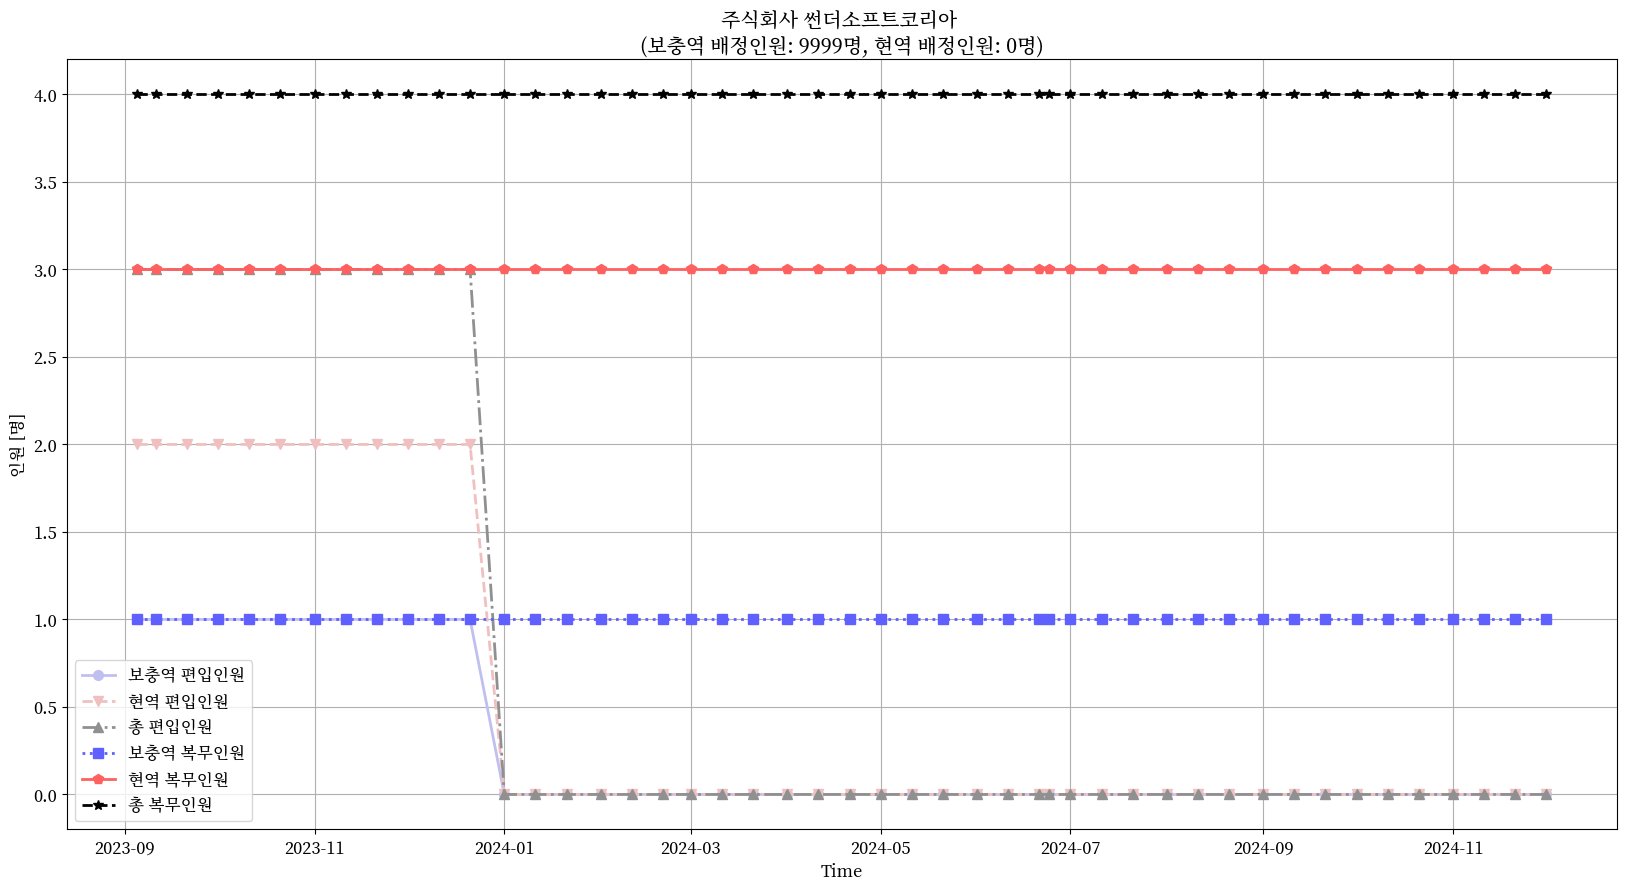 주식회사 썬더소프트코리아
(보충역 배정인원: 9999명, 현역 배정인원: 0명)
4.0
3.5
3.0
2.5
2.0
1.5
1.0
0.5
0.0
인원 [명]
보충역 편입인원
현역 편입인원
총 편입인원
보충역 복무인원
현역 복무인원
총 복무인원
2023-09
2023-11
2024-01
2024-03
2024-05
2024-07
2024-09
2024-11
Time